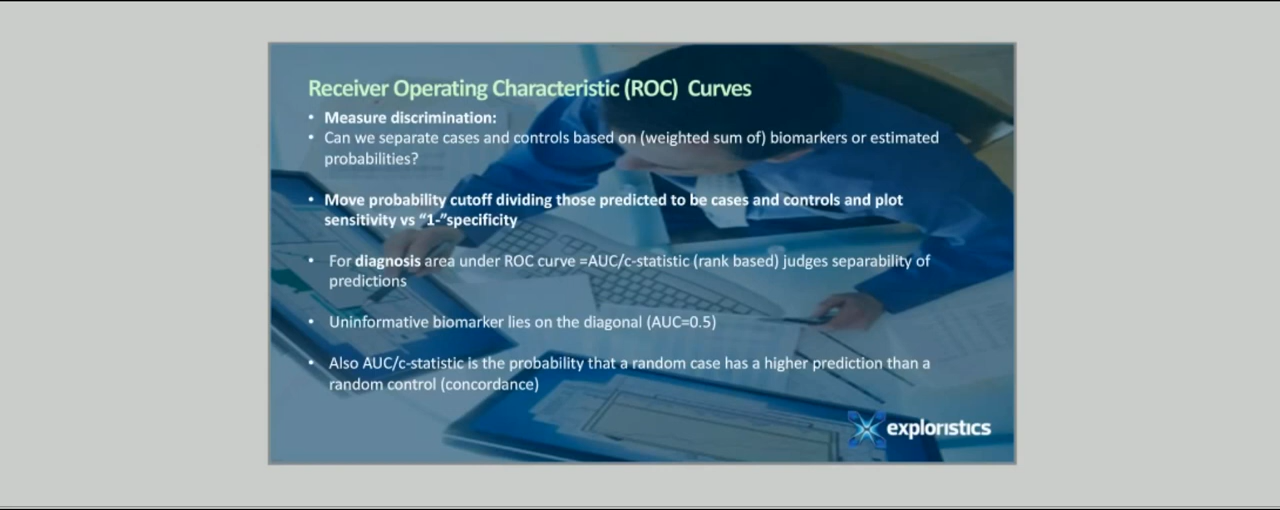 Receiver Operating Characteristic (ROC) Curves
• Measure discrimination:
• Can we separate cases and controls based on (weighted sum of) biomarkers or estimated
probabilities?
• Move probability cutoff dividing those predicted to be cases and controls and plot
sensitivity vs “1-”specificity
• For diagnosis area under ROC curve =AUC/c-statistic (rank based) judges separability of
predictions
• Uninformative biomarker lies on the diagonal (AUC=0.5)
• Also AUC/c-statistic is the probability that a random case has a higher prediction than a
random control (concordance)
exploristics